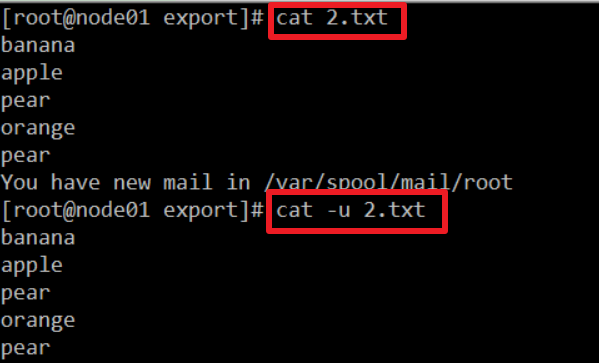 [root@node01 export]# cat 2.txt
banana
apple
pear
orange
pear
You have new mail in /var/spool/mail/root
[root@node01 export]# cat -u 2.txt
banana
apple
pear
orange
pear